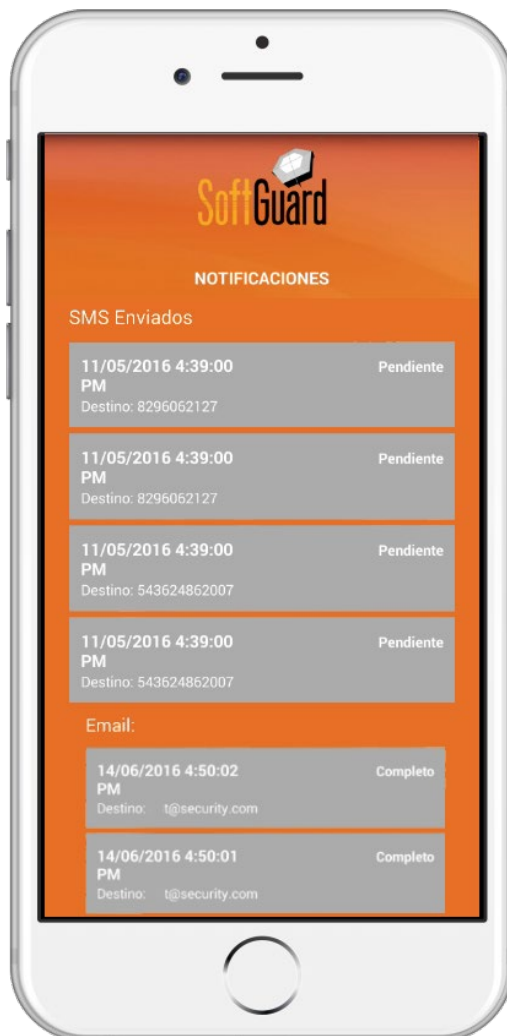 SoftGuard
NOTIFICACIONES
SMS Enviados
11/05/2016 4:39:00 Pendiente
PM
Destino: 8296062127
11/05/2016 4:39:00 Pendiente
PM
Destino: 8296062127
11/05/2016 4:39:00 Pendiente
PM
Destino: 543624862007
11/05/2016 4:39:00 Pendiente
PM
Destino: 543624862007
Email:
14/06/2016 4:50:02 Completo
PM
Destino: t@security.com
14/06/2016 4:50:01 Completo
PM
Destino: t@security.com